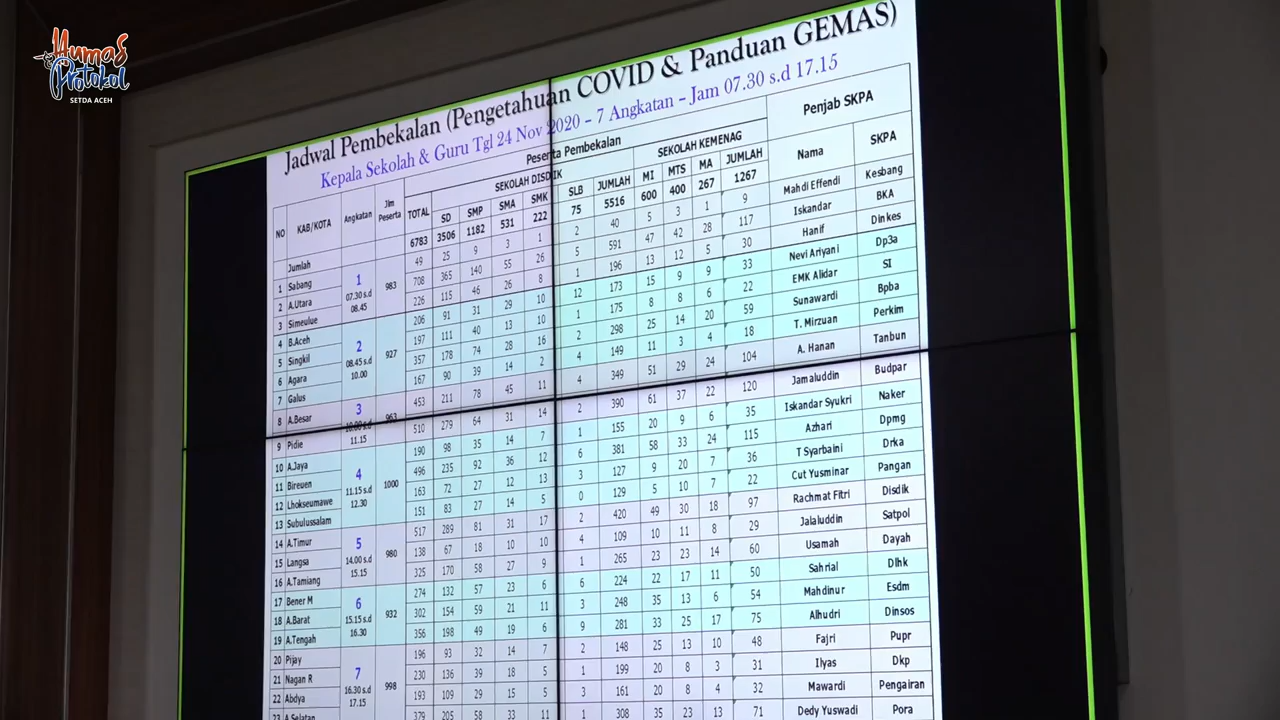 Humas
Protokol
SETDA ACEH
Jadwal Pembekalan (Pengetahuan COVID & Panduan GEMAS)
Kepala Sekolah & Guru Tgl 24 Nov 2020 – 7 Angkatan – Jam 07.30 s.d 17.15
Peserta Pembekalan Penjab SKPA
SEKOLAH DISDIK SEKOLAH KEMENAG
NO KAB/KOTA Angkatan Jlm Peserta TOTAL SD SMP SMA SMK SLB JUMLAH MI MTS MA JUMLAH Nama SKPA
Jumlah 6783 3506 1182 531 222 75 5516 600 400 267 1267
1 Sabang 1 07.30 s.d 08.45 983 49 25 9 3 1 2 40 5 3 1 9 Mahdi Effendi Kesbang
2 A.Utara 708 365 140 55 26 5 591 47 42 28 117 Iskandar BKA
3 Simeulue 226 115 46 26 8 1 196 13 12 5 30 Hanif Dinkes
4 B.Aceh 2 08.45 s.d 10.00 927 206 91 31 29 10 12 173 15 9 9 33 Nevi Ariyani Dp3a
5 Singkil 197 111 40 13 10 1 175 8 8 6 22 EMK Alidar SI
6 Agara 357 178 74 28 16 2 298 25 14 20 59 Sunawardi Bpba
7 Galus 167 90 39 14 2 4 149 11 3 4 18 T. Mirzuan Perkim
8 A.Besar 3 10.00 s.d 11.15 963 453 211 78 45 11 4 349 51 29 24 104 A. Hanan Tanbun
9 Pidie 510 279 64 31 14 2 390 61 37 22 120 Jamaluddin Budpar
10 A.Jaya 4 11.15 s.d 12.30 1000 190 98 35 14 7 1 155 20 9 6 35 Iskandar Syukri Naker
11 Bireuen 496 235 92 36 12 6 381 58 33 24 115 Azhari Dpmg
12 Lhokseumawe 163 72 27 12 13 3 127 9 20 7 36 T Syarbaini Drka
13 Subulussalam 151 83 27 14 5 0 129 5 10 7 22 Cut Yusminar Pangan
14 A.Timur 5 14.00 s.d 15.15 980 517 289 81 31 17 2 420 49 30 18 97 Rachmat Fitri Disdik
15 Langsa 138 67 18 10 10 4 109 10 11 8 29 Jalaluddin Satpol
16 A.Tamiang 325 170 58 27 9 1 265 23 23 14 60 Usamah Dayah
17 Bener M 6 15.15 s.d 16.30 932 274 132 57 23 6 6 224 22 17 11 50 Sahrial Dlhk
18 A.Barat 302 154 59 21 11 3 248 35 13 6 54 Mahdinur Esdm
19 A.Tengah 356 198 49 19 6 9 281 33 25 17 75 Alhudri Dinsos
20 Pijay 7 16.30 s.d 17.15 998 196 93 32 14 7 2 148 25 13 10 48 Fajri Pupr
21 Nagan R 230 136 39 18 5 1 199 20 8 3 31 Ilyas Dkp
22 Abdya 193 109 29 15 5 3 161 20 8 4 32 Mawardi Pengairan
23 A.Selatan 379 205 58 33 11 1 308 35 23 13 71 Dedy Yuswadi Pora